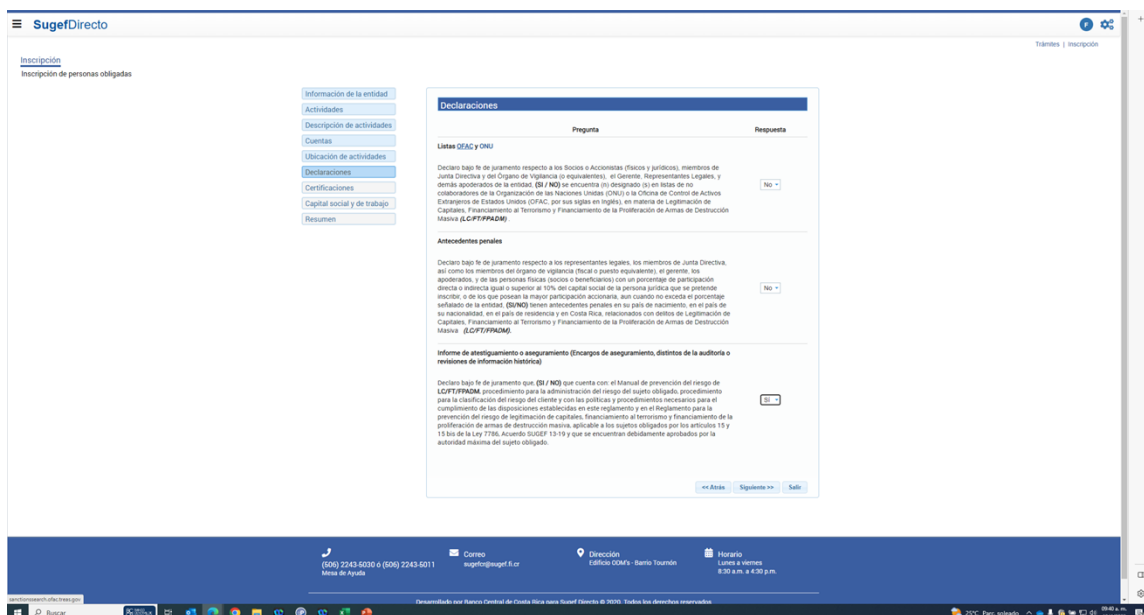 SugefDirecto
F
Trámites | Inscripción
Inscripción
Inscripción de personas obligadas
Información de la entidad
Actividades
Descripción de actividades
Cuentas
Ubicación de actividades
Declaraciones
Certificaciones
Capital social y de trabajo
Resumen
Declaraciones
Pregunta Respuesta
Listas OFAC y ONU
Declaro bajo fe de juramento respecto a los Socios o Accionistas (físicos y jurídicos), miembros de
Junta Directiva y del Órgano de Vigilancia (o equivalentes), el Gerente, Representantes Legales, y
demás apoderados de la entidad, (SI / NO) se encuentra (n) designado (s) en listas de no
colaboradores de la Organización de las Naciones Unidas (ONU) o la Oficina de Control de Activos
Extranjeros de Estados Unidos (OFAC, por sus siglas en Inglés), en materia de Legitimación de
Capitales, Financiamiento al Terrorismo y Financiamiento de la Proliferación de Armas de Destrucción
Masiva (LC/FT/FPADM) .
No
Antecedentes penales
Declaro bajo fe de juramento respecto a los representantes legales, los miembros de Junta Directiva,
así como los miembros del órgano de vigilancia (fiscal o puesto equivalente), el gerente, los
apoderados, y de las personas físicas (socios o beneficiarios) con un porcentaje de participación
directa o indirecta igual o superior al 10% del capital social de la persona jurídica que se pretende
inscribir, o de los que posean la mayor participación accionaria, aun cuando no exceda el porcentaje
señalado de la entidad, (SI/NO) tienen antecedentes penales en su país de nacimiento, en el país de
su nacionalidad, en el país de residencia y en Costa Rica, relacionados con delitos de Legitimación de
Capitales, Financiamiento al Terrorismo y Financiamiento de la Proliferación de Armas de Destrucción
Masiva (LC/FT/FPADM).
No
Informe de atestiguamiento o aseguramiento (Encargos de aseguramiento, distintos de la auditoría o
revisiones de información histórica)
Declaro bajo fe de juramento que, (SI / NO) que cuenta con: el Manual de prevención del riesgo de
LC/FT/FPADM, procedimiento para la administración del riesgo del sujeto obligado, procedimiento
para la clasificación del riesgo del cliente y con las políticas y procedimientos necesarios para el
cumplimiento de las disposiciones establecidas en este reglamento y en el Reglamento para la
prevención del riesgo de legitimación de capitales, financiamiento al terrorismo y financiamiento de la
proliferación de armas de destrucción masiva, aplicable a los sujetos obligados por los artículos 15 y
15 bis de la Ley 7786, Acuerdo SUGEF 13-19 y que se encuentran debidamente aprobados por la
autoridad máxima del sujeto obligado.
SI
<< Atrás Siguiente >> Salir
(506) 2243-5030 ó (506) 2243-5011
Mesa de Ayuda
Correo
sugefcr@sugef.fi.cr
Dirección
Edificio ODM's - Barrio Tournón
Horario
Lunes a viernes
8:30 a.m. a 4:30 p.m.
Desarrollado por Banco Central de Costa Rica para Sugef Directo © 2020. Todos los derechos reservados
sanctionssearch.ofac.treas.gov
Buscar
25°C Parc. soleado
09:40 a. m.